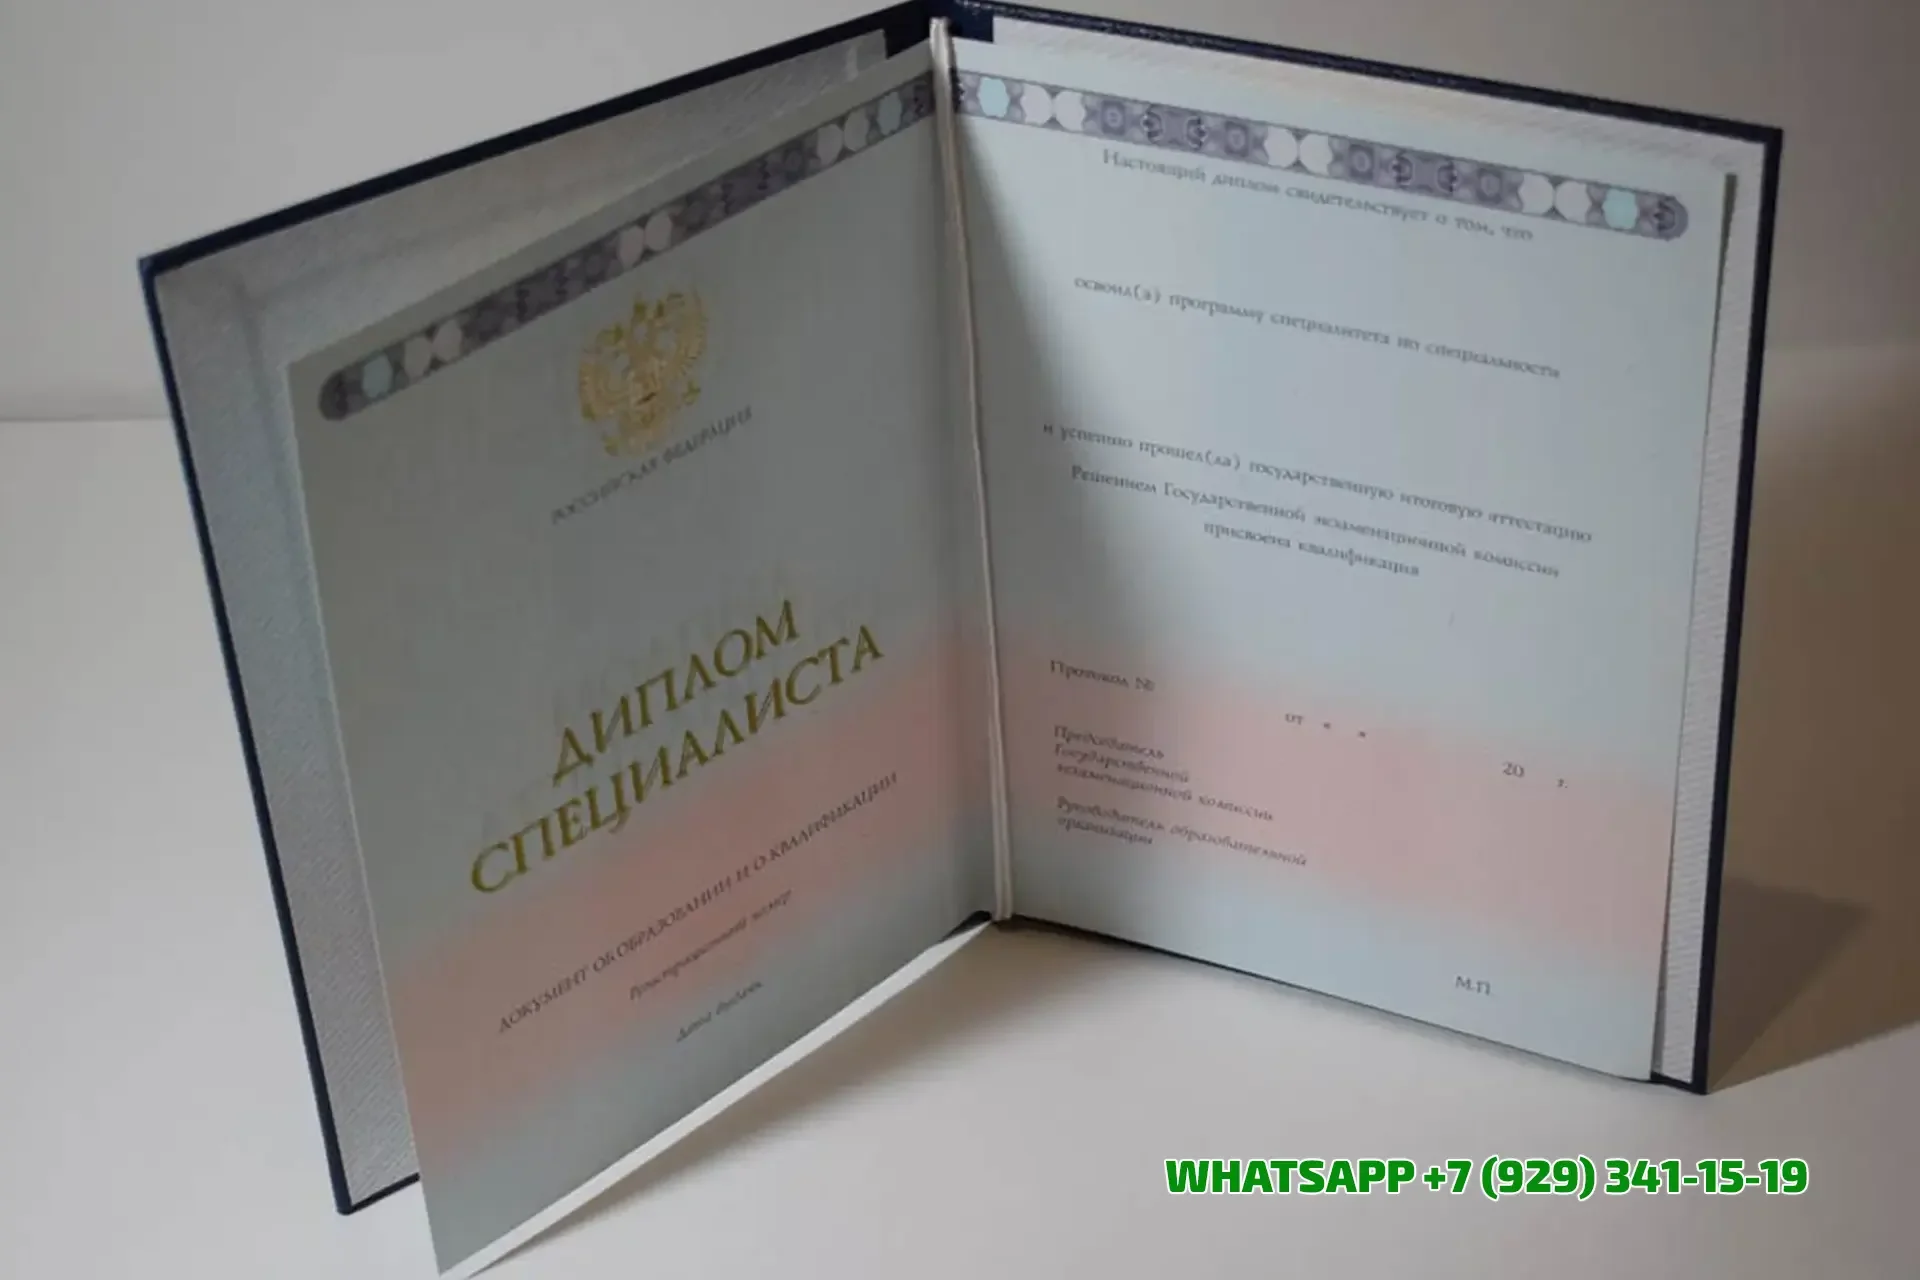 РОССИЙСКАЯ ФЕДЕРАЦИЯ
ДИПЛОМ
СПЕЦИАЛИСТА
ДОКУМЕНТ ОБ ОБРАЗОВАНИИ И О КВАЛИФИКАЦИИ
Регистрационный номер
Дата выдачи
Настоящий диплом свидетельствует о том, что
освоил(а) программу специалитета по специальности
и успешно прошел(ла) государственную итоговую аттестацию
Решением Государственной экзаменационной комиссии
присвоена квалификация
Протокол №
от « » 20 г.
Председатель
Государственной
экзаменационной комиссии
Руководитель образовательной
организации
М.П.
WHATSAPP +7 (929) 341-15-19